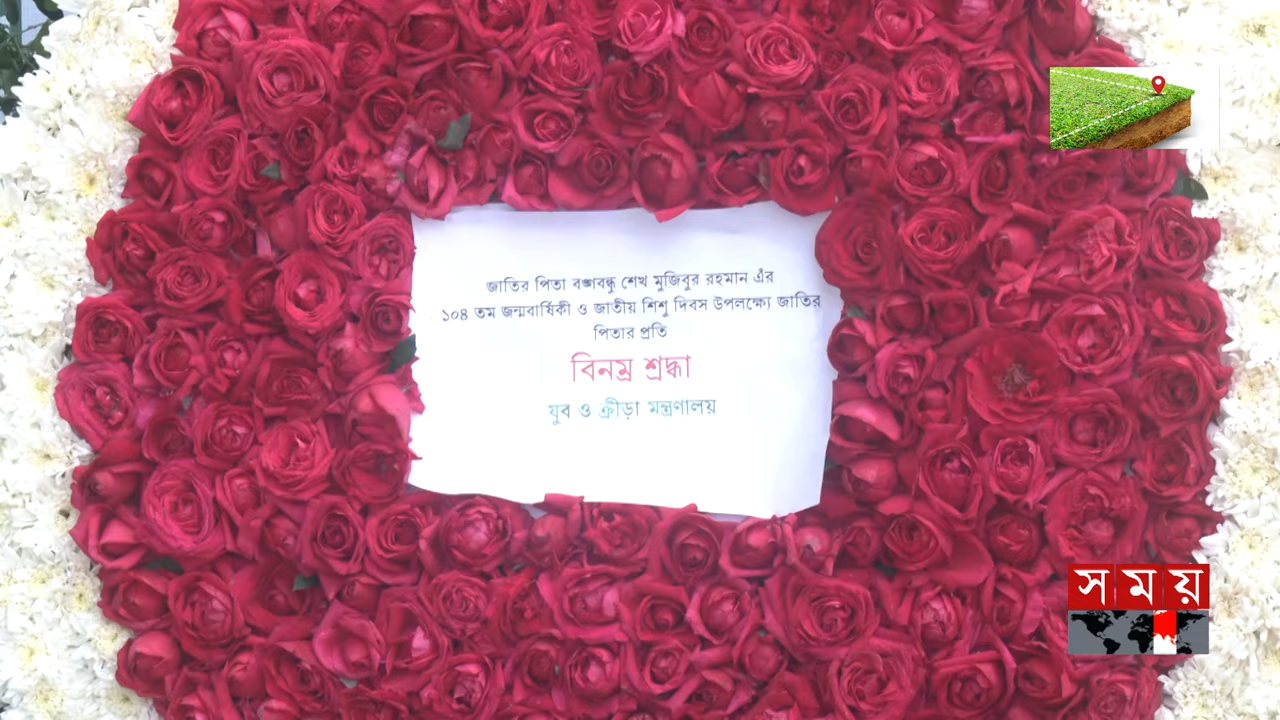 জাতির পিতা বঙ্গবন্ধু শেখ মুজিবুর রহমান এঁর
১০৪ তম জন্মবার্ষিকী ও জাতীয় শিশু দিবস উপলক্ষ্যে জাতির
পিতার প্রতি
বিনম্র শ্রদ্ধা
যুব ও ক্রীড়া মন্ত্রণালয়
সময়